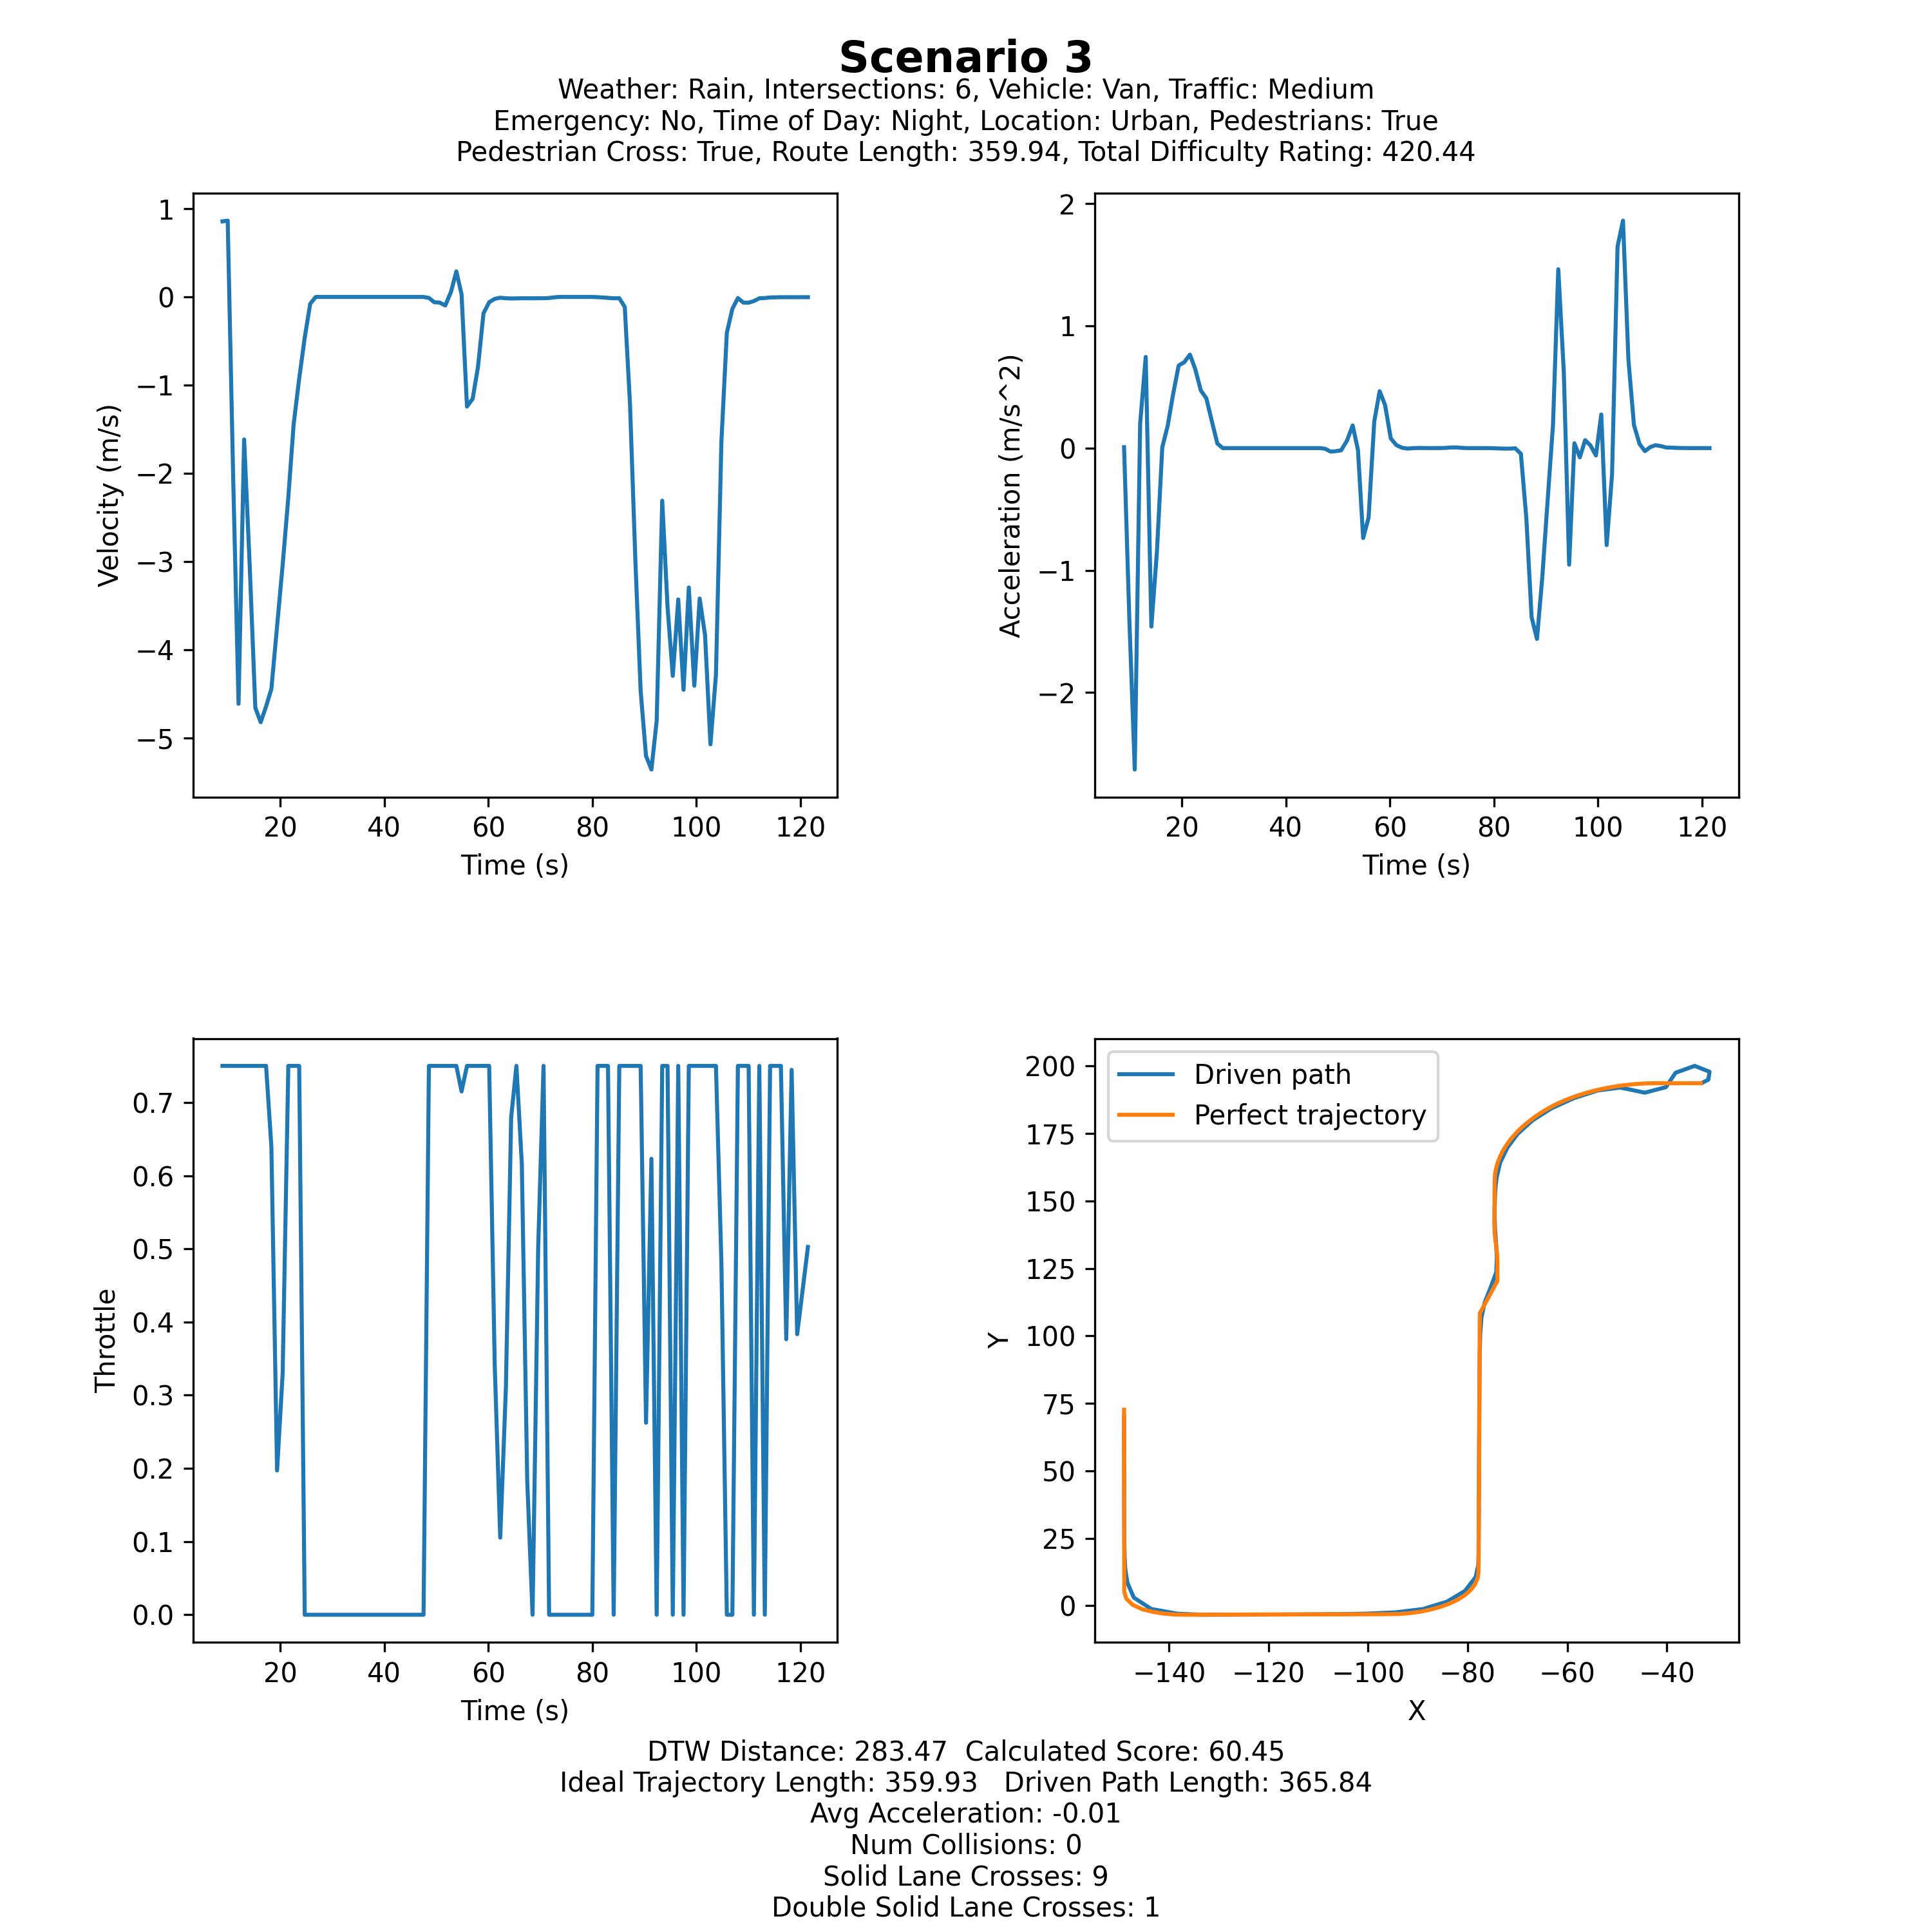 Scenario 3
Weather: Rain, Intersections: 6, Vehicle: Van, Traffic: Medium
Emergency: No, Time of Day: Night, Location: Urban, Pedestrians: True
Pedestrian Cross: True, Route Length: 359.94, Total Difficulty Rating: 420.44
1
0
−1
−2
−3
−4
−5
Velocity (m/s)
20 40 60 80 100 120
Time (s)
2
1
0
−1
−2
Acceleration (m/s^2)
20 40 60 80 100 120
Time (s)
0.7
0.6
0.5
0.4
0.3
0.2
0.1
0.0
Throttle
20 40 60 80 100 120
Time (s)
Driven path
Perfect trajectory
200
175
150
125
100
75
50
25
0
Y
−140 −120 −100 −80 −60 −40
X
DTW Distance: 283.47 Calculated Score: 60.45
Ideal Trajectory Length: 359.93 Driven Path Length: 365.84
Avg Acceleration: -0.01
Num Collisions: 0
Solid Lane Crosses: 9
Double Solid Lane Crosses: 1